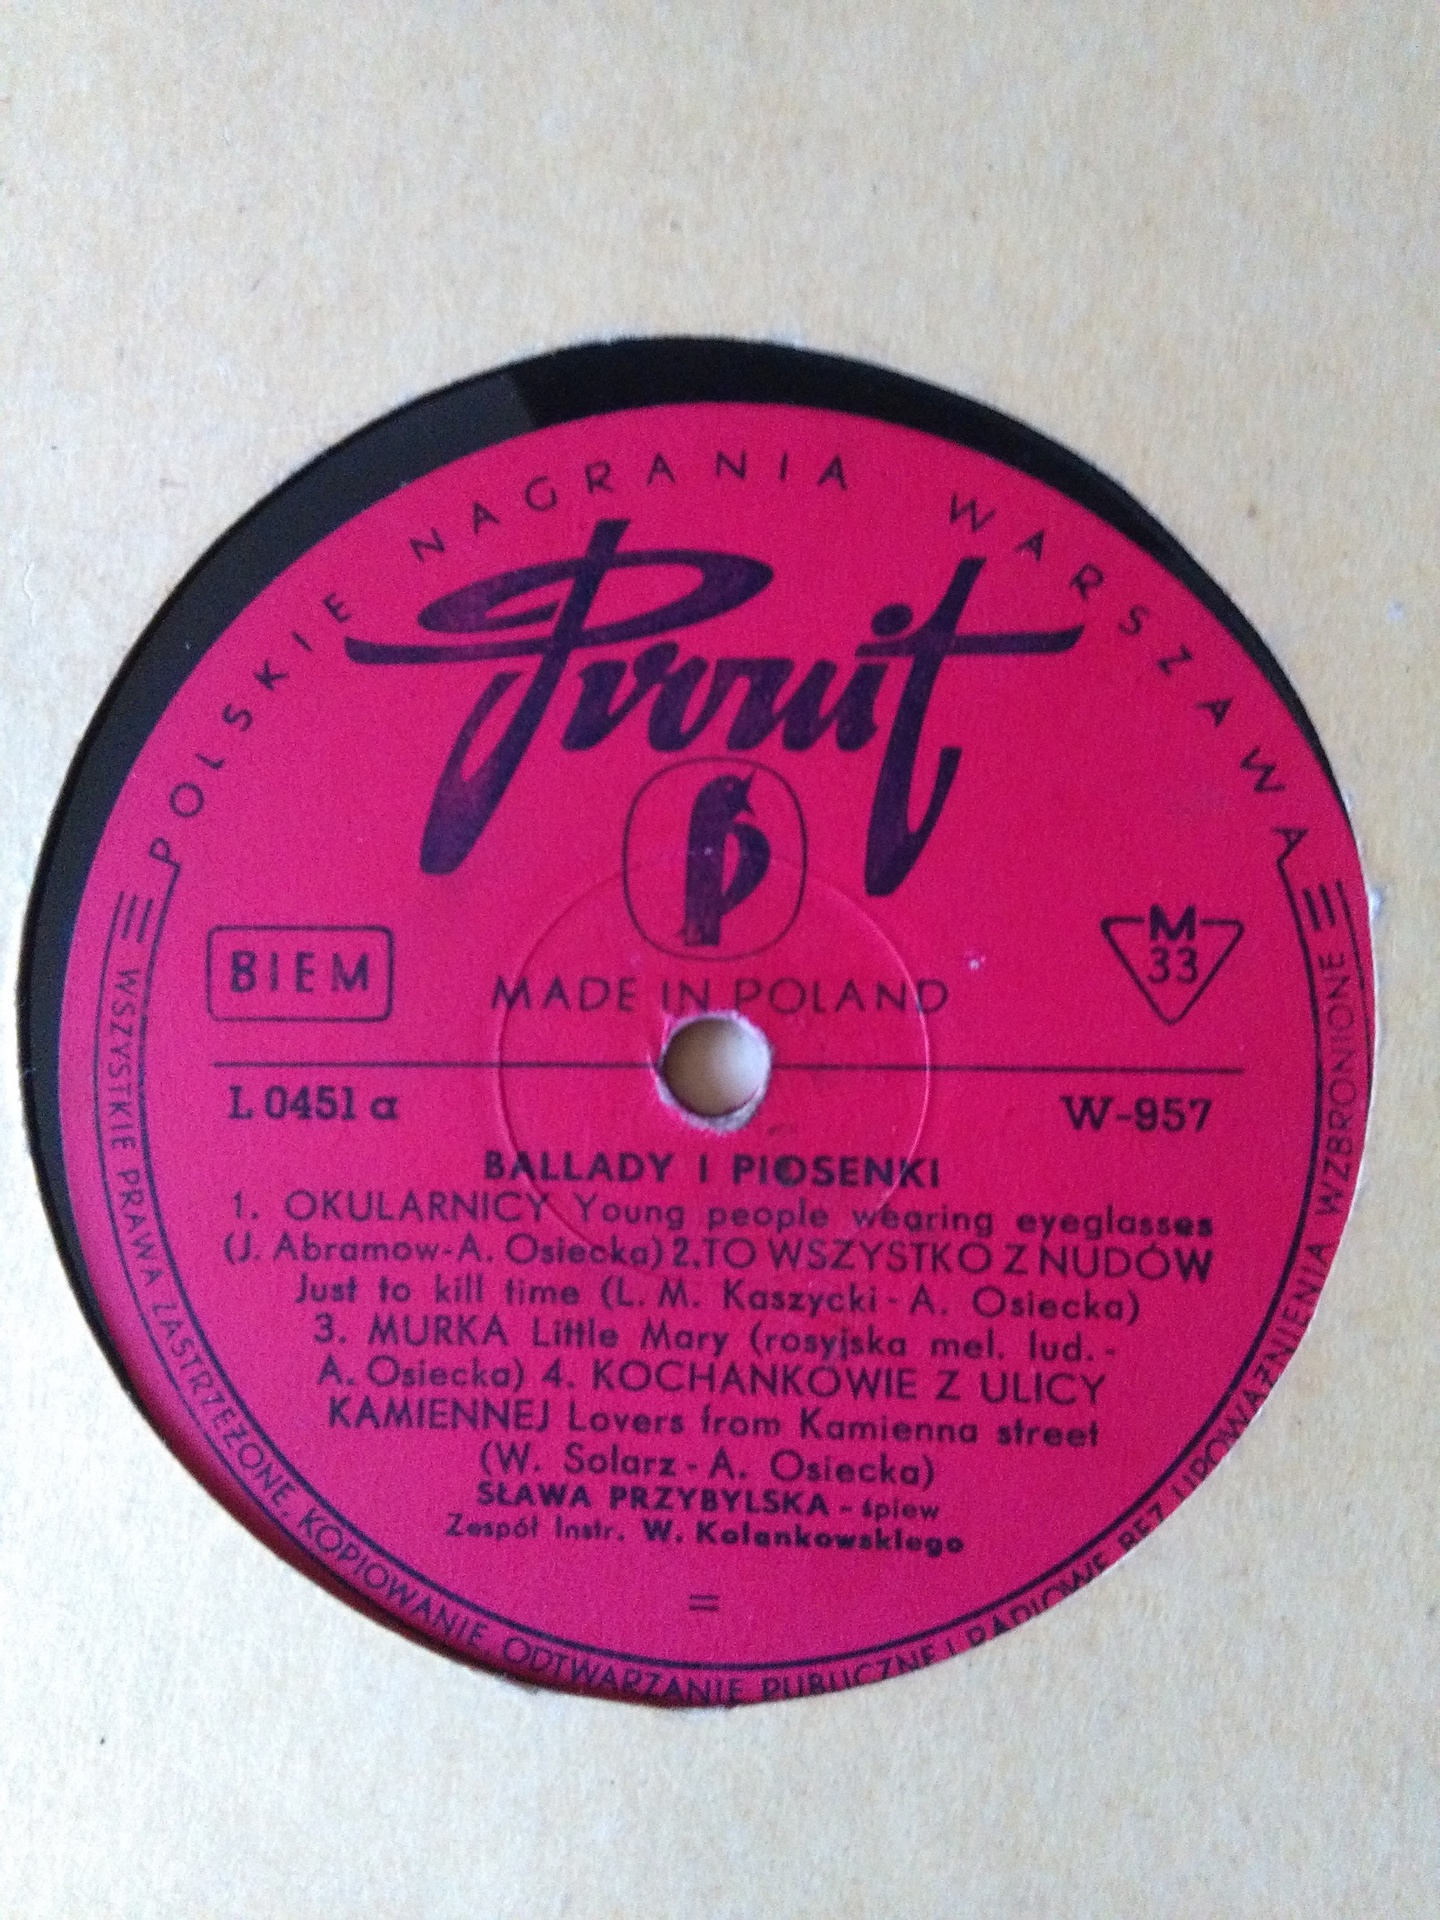 POLSKIE NAGRANIA WARSZAWA
Pronit
BIEM
MADE IN POLAND
M
33
L 0451 a
W-957
BALLADY I PIOSENKI
1. OKULARNICY Young people wearing eyeglasses
(J. Abramow-A. Osiecka) 2. TO WSZYSTKO Z NUDÓW
Just to kill time (L. M. Kaszycki - A. Osiecka)
3. MURKA Little Mary (rosyjska mel. lud. -
A. Osiecka) 4. KOCHANKOWIE Z ULICY
KAMIENNEJ Lovers from Kamienna street
(W. Solarz - A. Osiecka)
SŁAWA PRZYBYLSKA - śpiew
Zespół Instr. W. Kolankowskiego
=
WSZYSTKIE PRAWA ZASTRZEŻONE, KOPIOWANIE, ODTWARZANIE PUBLICZNE I RADIOWE BEZ UPOWAŻNIENIA WZBRONIONE